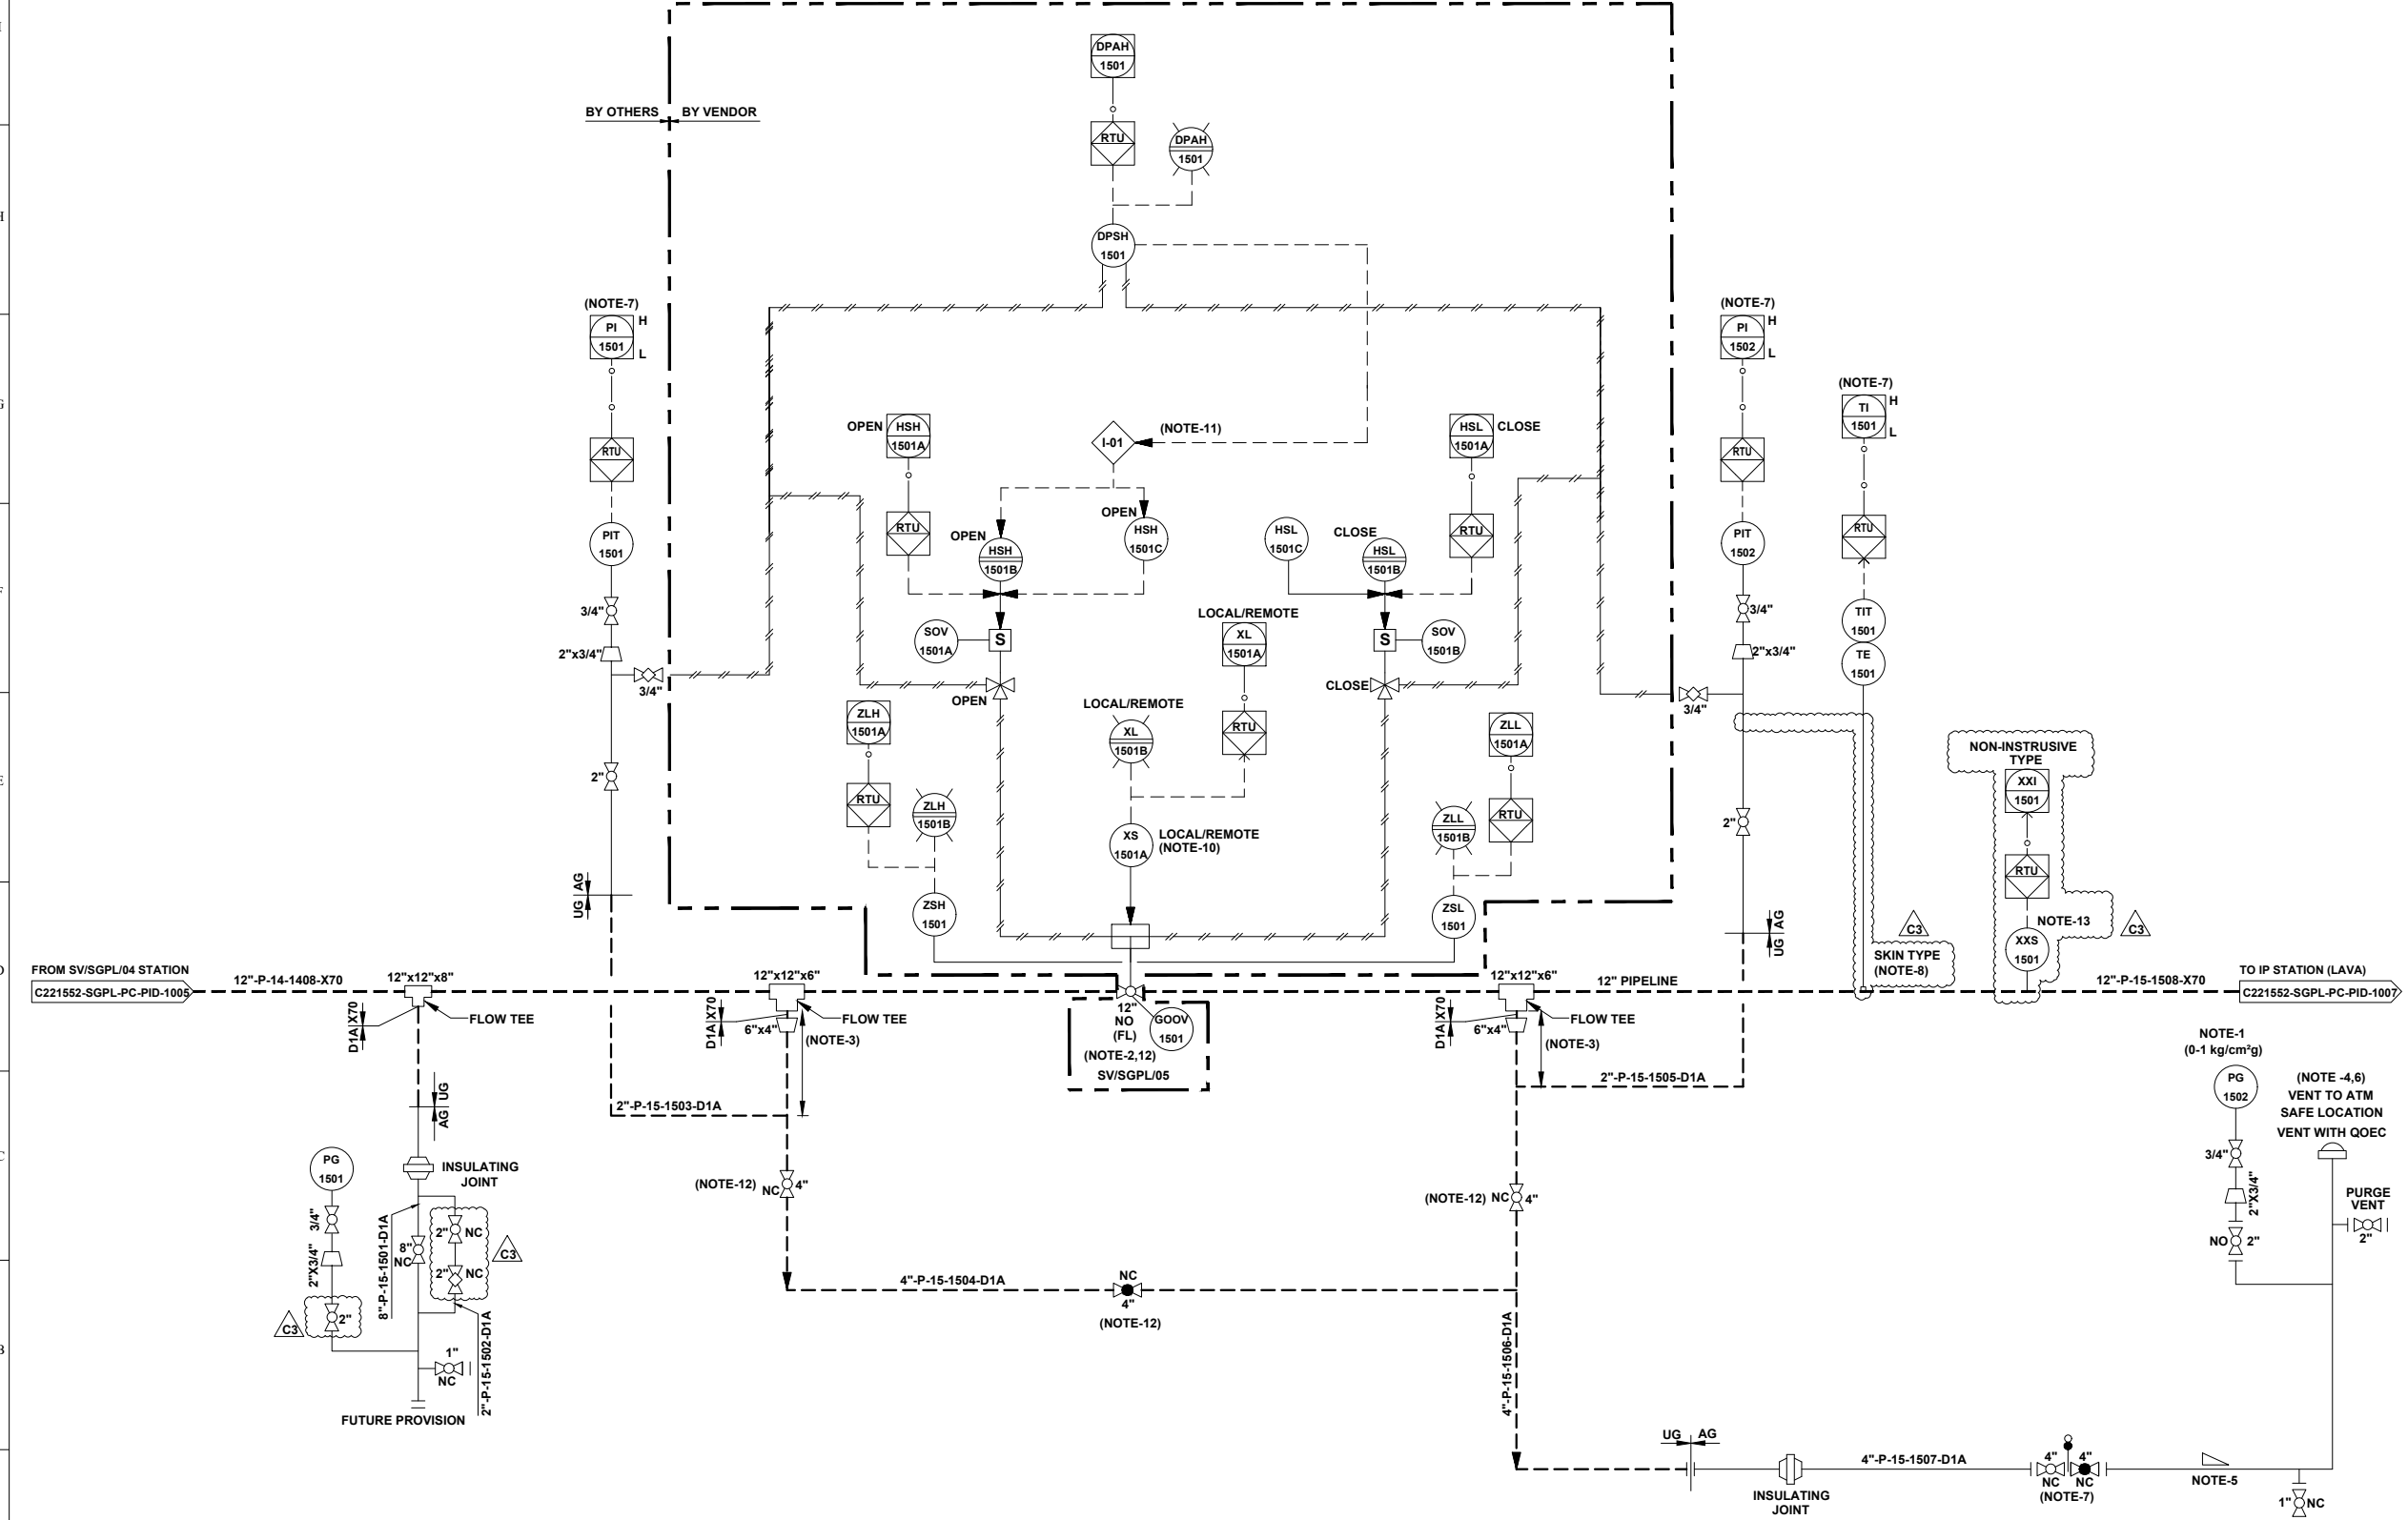 DPAH
1501
BY OTHERS
BY VENDOR
RTU
DPAH
1501
DPSH
1501
(NOTE-7)
PI
1501
H
L
(NOTE-7)
PI
1502
H
L
(NOTE-7)
TI
1501
H
L
OPEN
HSH
1501A
I-01
(NOTE-11)
HSL
1501A
CLOSE
RTU
RTU
RTU
RTU
RTU
PIT
1501
OPEN
HSH
1501B
OPEN
HSH
1501C
HSL
1501C
CLOSE
HSL
1501B
PIT
1502
3/4"
3/4"
TIT
1501
TE
1501
LOCAL/REMOTE
XL
1501A
SOV
1501A
S
S
SOV
1501B
2"x3/4"
2"x3/4"
3/4"
3/4"
OPEN
CLOSE
ZLH
1501A
LOCAL/REMOTE
XL
1501B
RTU
ZLL
1501A
NON-INSTRUSIVE
TYPE
XXI
1501
2"
2"
RTU
ZLH
1501B
ZLL
1501B
RTU
XS
1501A
LOCAL/REMOTE
(NOTE-10)
RTU
UG
AG
ZSH
1501
ZSL
1501
UG
AG
C3
SKIN TYPE
(NOTE-8)
NOTE-13
XXS
1501
C3
FROM SV/SGPL/04 STATION
C221552-SGPL-PC-PID-1005
12"-P-14-1408-X70
12"x12"x8"
12"x12"x6"
12"x12"x6"
12" PIPELINE
12"-P-15-1508-X70
TO IP STATION (LAVA)
C221552-SGPL-PC-PID-1007
D1A
X70
FLOW TEE
D1A
X70
6"x4"
FLOW TEE
(NOTE-3)
12"
NO
(FL)
(NOTE-2,12)
SV/SGPL/05
GOOV
1501
D1A
X70
6"x4"
FLOW TEE
(NOTE-3)
NOTE-1
(0-1 kg/cm²g)
PG
1502
(NOTE -4,6)
VENT TO ATM
SAFE LOCATION
VENT WITH QOEC
2"-P-15-1503-D1A
2"-P-15-1505-D1A
AG
UG
PG
1501
INSULATING
JOINT
(NOTE-12)
NC
4"
(NOTE-12)
NC
4"
3/4"
2"X3/4"
NO
2"
PURGE
VENT
2"
3/4"
2"X3/4"
C3
2"
8"-P-15-1501-D1A
8"
NC
2"
NC
2"
NC
C3
2"-P-15-1502-D1A
1"
NC
FUTURE PROVISION
4"-P-15-1504-D1A
NC
4"
(NOTE-12)
4"-P-15-1506-D1A
UG
AG
INSULATING
JOINT
4"-P-15-1507-D1A
4"
NC
4"
NC
(NOTE-7)
NOTE-5
1"
NC
H
G
F
E
D
C
B